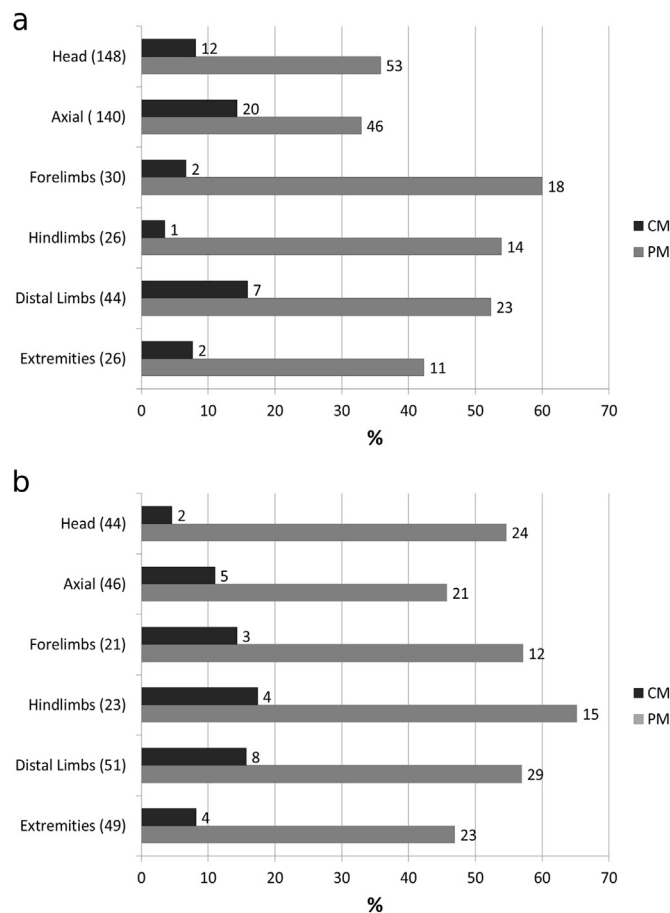 a
Head (148)
12
53
Axial ( 140)
20
46
Forelimbs (30)
2
18
Hindlimbs (26)
1
14
CM
PM
Distal Limbs (44)
7
23
Extremities (26)
2
11
0 10 20 30 40 50 60 70
%
b
Head (44)
2
24
Axial (46)
5
21
Forelimbs (21)
3
12
Hindlimbs (23)
4
15
CM
PM
Distal Limbs (51)
8
29
Extremities (49)
4
23
0 10 20 30 40 50 60 70
%